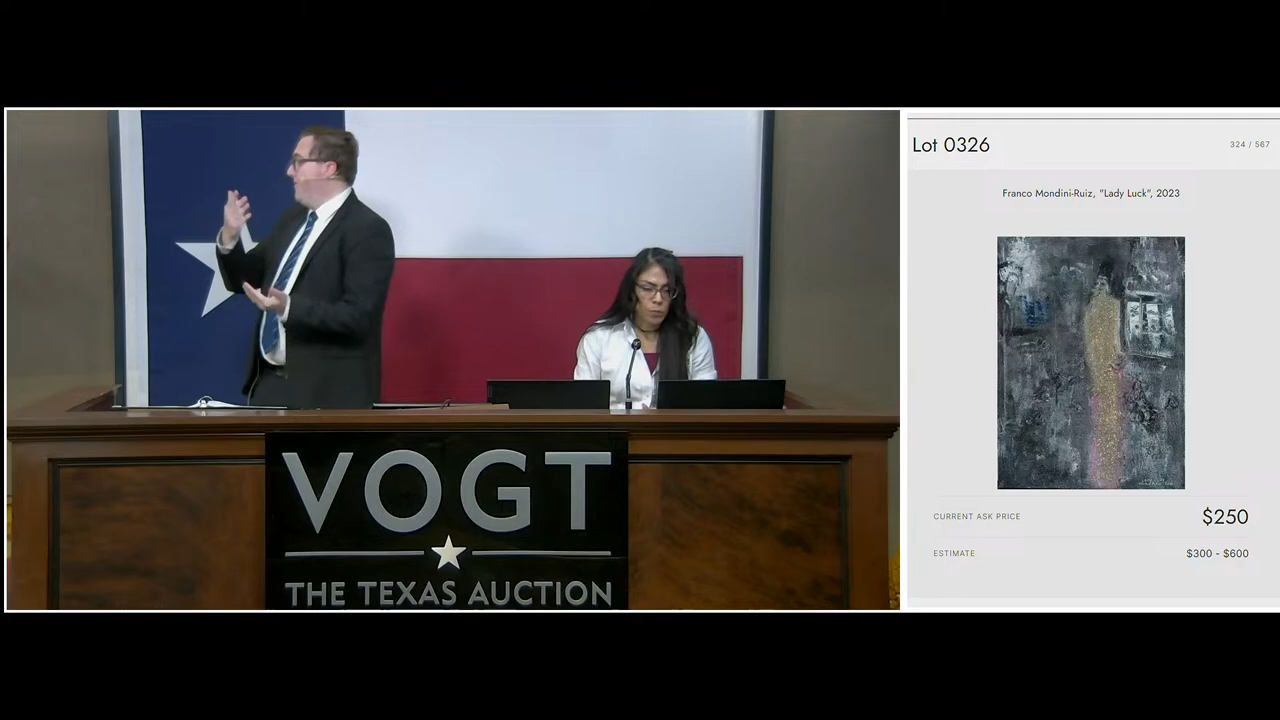 VOGT
THE TEXAS AUCTION
Lot 0326
324 / 567
Franco Mondini-Ruiz, "Lady Luck", 2023
CURRENT ASK PRICE
$250
ESTIMATE
$300 - $600